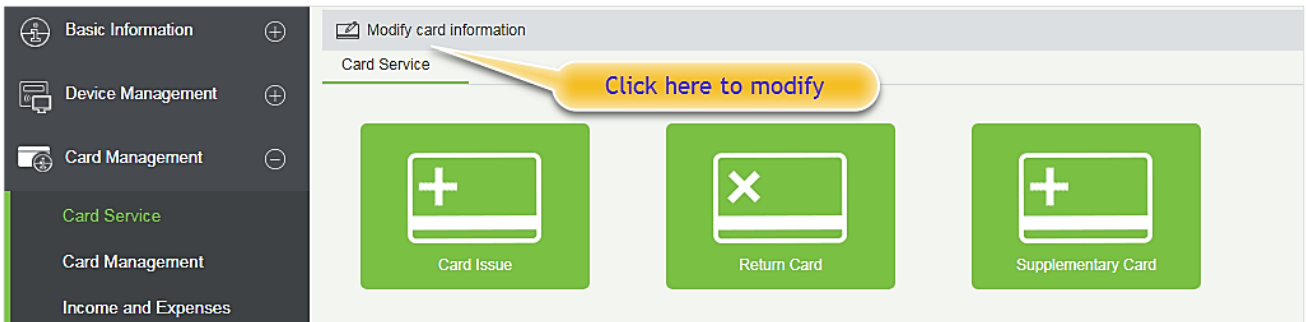 Basic Information
Device Management
Card Management
Card Service
Card Management
Income and Expenses
Modify card information
Card Service
Click here to modify
Card Issue
Return Card
Supplementary Card